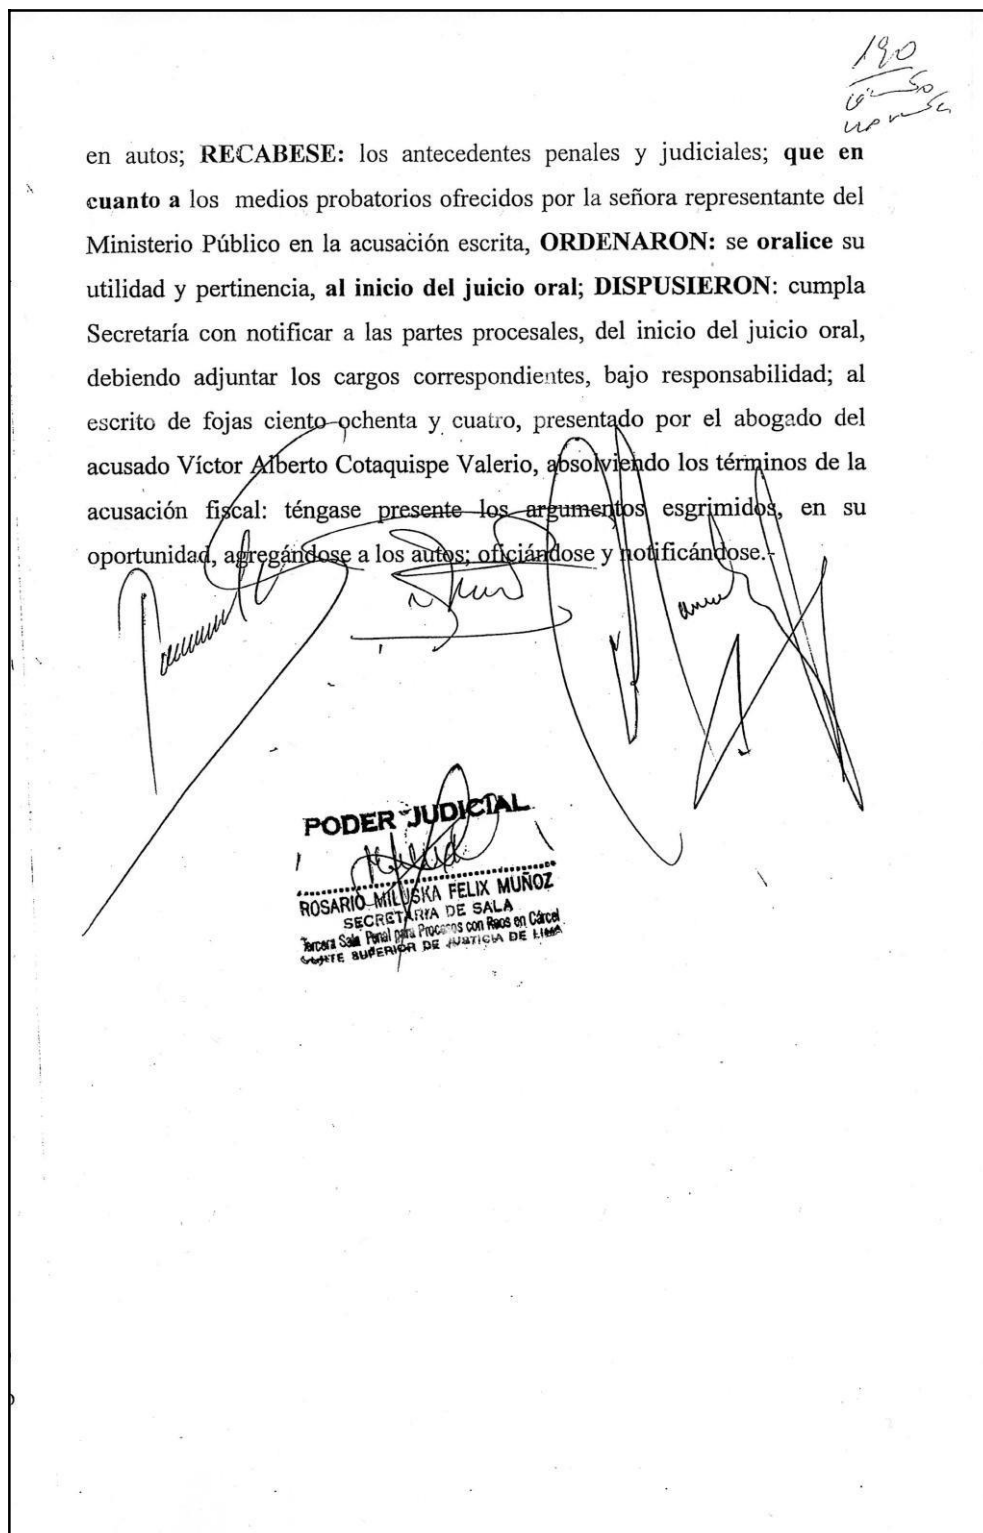 190
en autos; RECABESE: los antecedentes penales y judiciales; que en
cuanto a los medios probatorios ofrecidos por la señora representante del
Ministerio Público en la acusación escrita, ORDENARON: se oralice su
utilidad y pertinencia, al inicio del juicio oral; DISPUSIERON: cumpla
Secretaría con notificar a las partes procesales, del inicio del juicio oral,
debiendo adjuntar los cargos correspondientes, bajo responsabilidad; al
escrito de fojas ciento ochenta y cuatro, presentado por el abogado del
acusado Víctor Alberto Cotaquispe Valerio, absolviendo los términos de la
acusación fiscal: téngase presente los argumentos esgrimidos, en su
oportunidad, agregándose a los autos; oficiándose y notificándose.-
PODER JUDICIAL
ROSARIO MILUSKA FELIX MUÑOZ
SECRETARIA DE SALA
Tercera Sala Penal para Procesos con Reos en Cárcel
CORTE SUPERIOR DE JUSTICIA DE LIMA